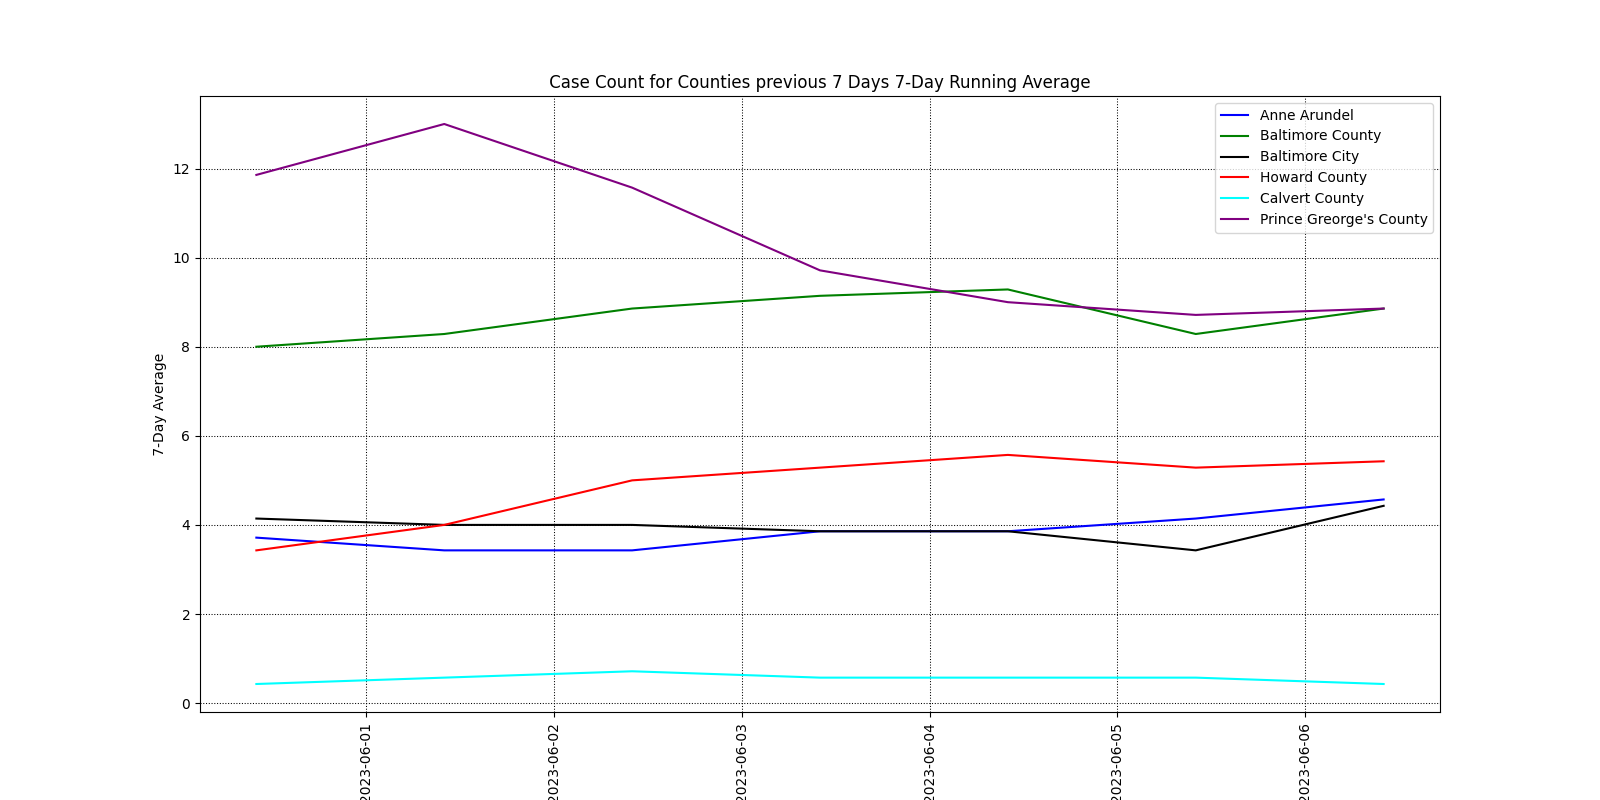 Case Count for Counties previous 7 Days 7-Day Running Average
Anne Arundel
Baltimore County
Baltimore City
Howard County
Calvert County
Prince Greorge's County
7-Day Average
12
10
8
6
4
2
0
2023-06-01
2023-06-02
2023-06-03
2023-06-04
2023-06-05
2023-06-06